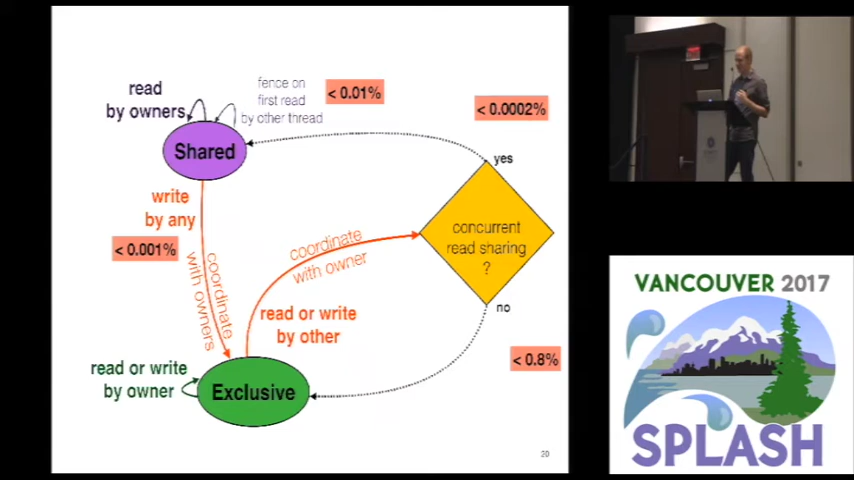 read
by owners
fence on
first read
by other thread
< 0.01%
< 0.0002%
Shared
yes
write
by any
< 0.001%
coordinate
with owners
coordinate
with owner
concurrent
read sharing
?
read or write
by other
no
read or write
by owner
Exclusive
< 0.8%
20
VANCOUVER 2017
SPLASH